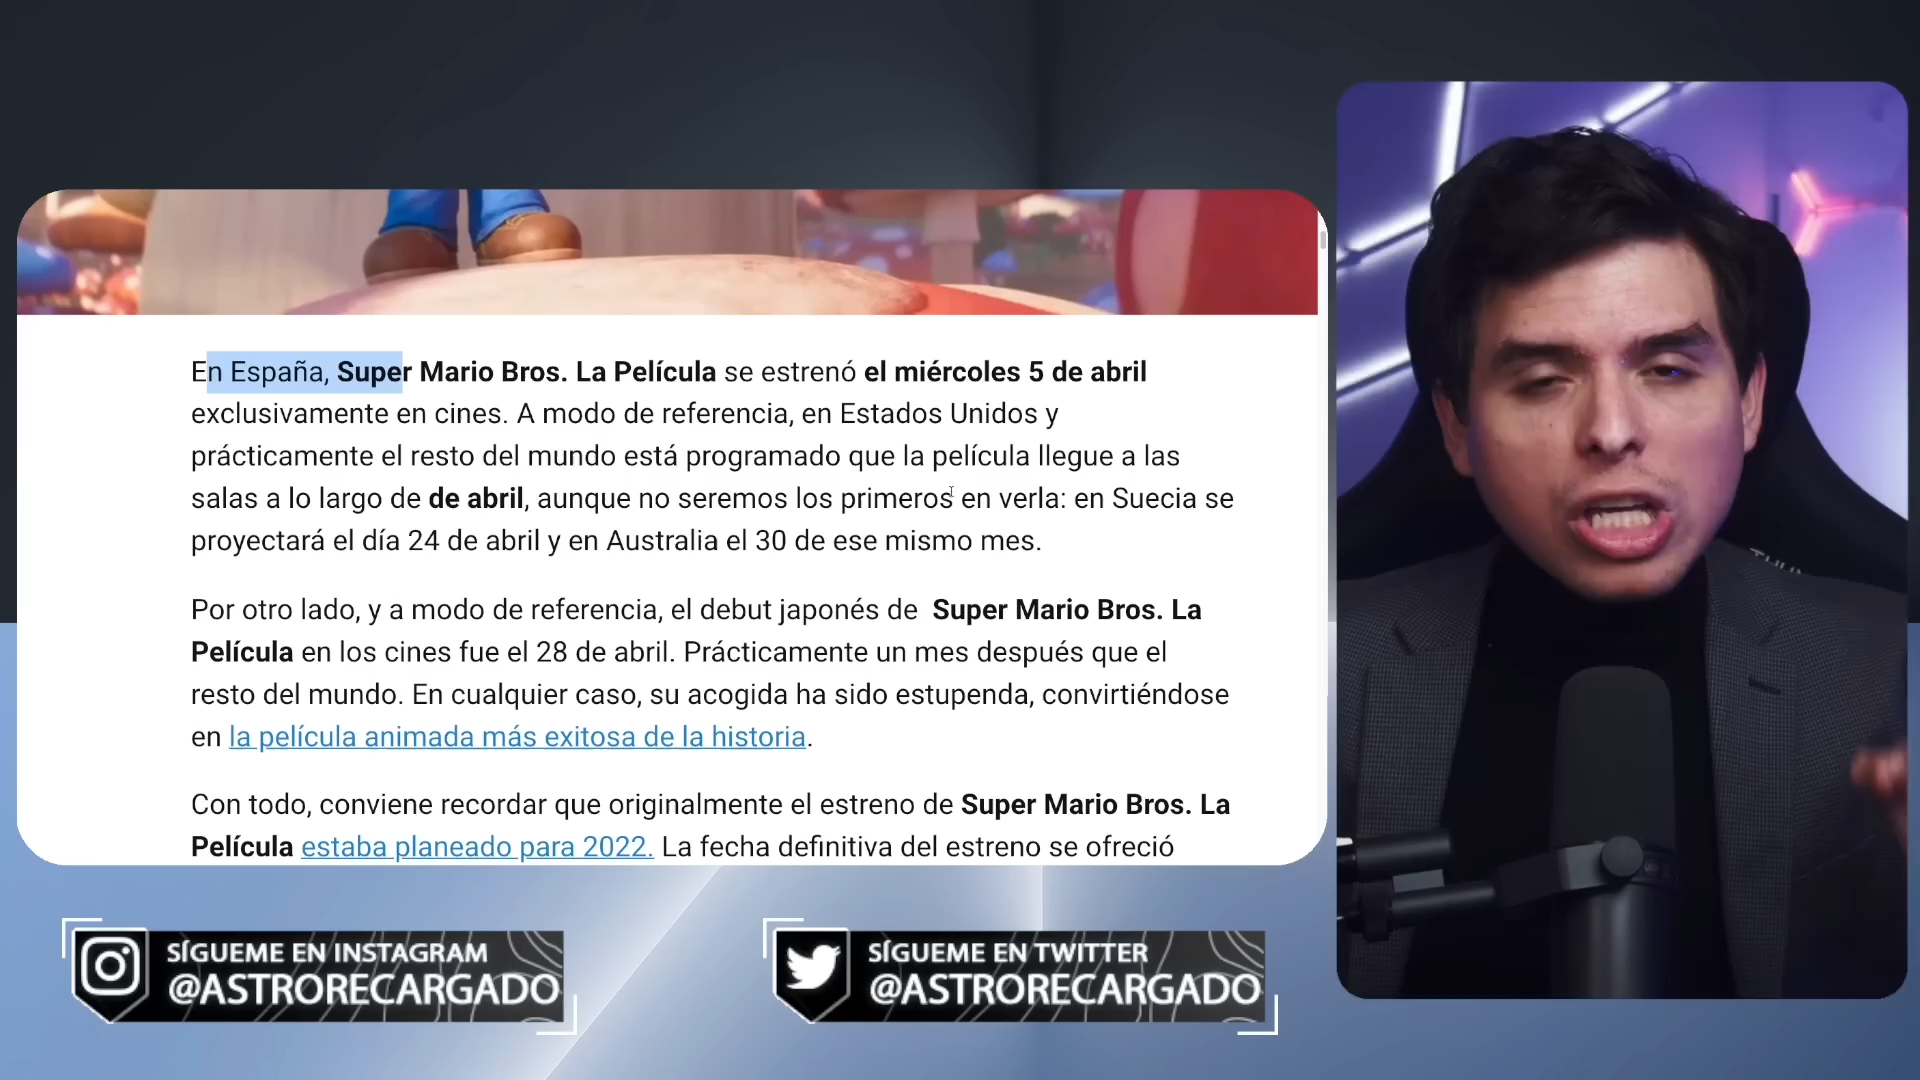 En España, Super Mario Bros. La Película se estrenó el miércoles 5 de abril
exclusivamente en cines. A modo de referencia, en Estados Unidos y
prácticamente el resto del mundo está programado que la película llegue a las
salas a lo largo de de abril, aunque no seremos los primeros en verla: en Suecia se
proyectará el día 24 de abril y en Australia el 30 de ese mismo mes.
Por otro lado, y a modo de referencia, el debut japonés de Super Mario Bros. La
Película en los cines fue el 28 de abril. Prácticamente un mes después que el
resto del mundo. En cualquier caso, su acogida ha sido estupenda, convirtiéndose
en la película animada más exitosa de la historia.
Con todo, conviene recordar que originalmente el estreno de Super Mario Bros. La
Película estaba planeado para 2022. La fecha definitiva del estreno se ofreció
SÍGUEME EN INSTAGRAM
@ASTRORECARGADO
SÍGUEME EN TWITTER
@ASTRORECARGADO